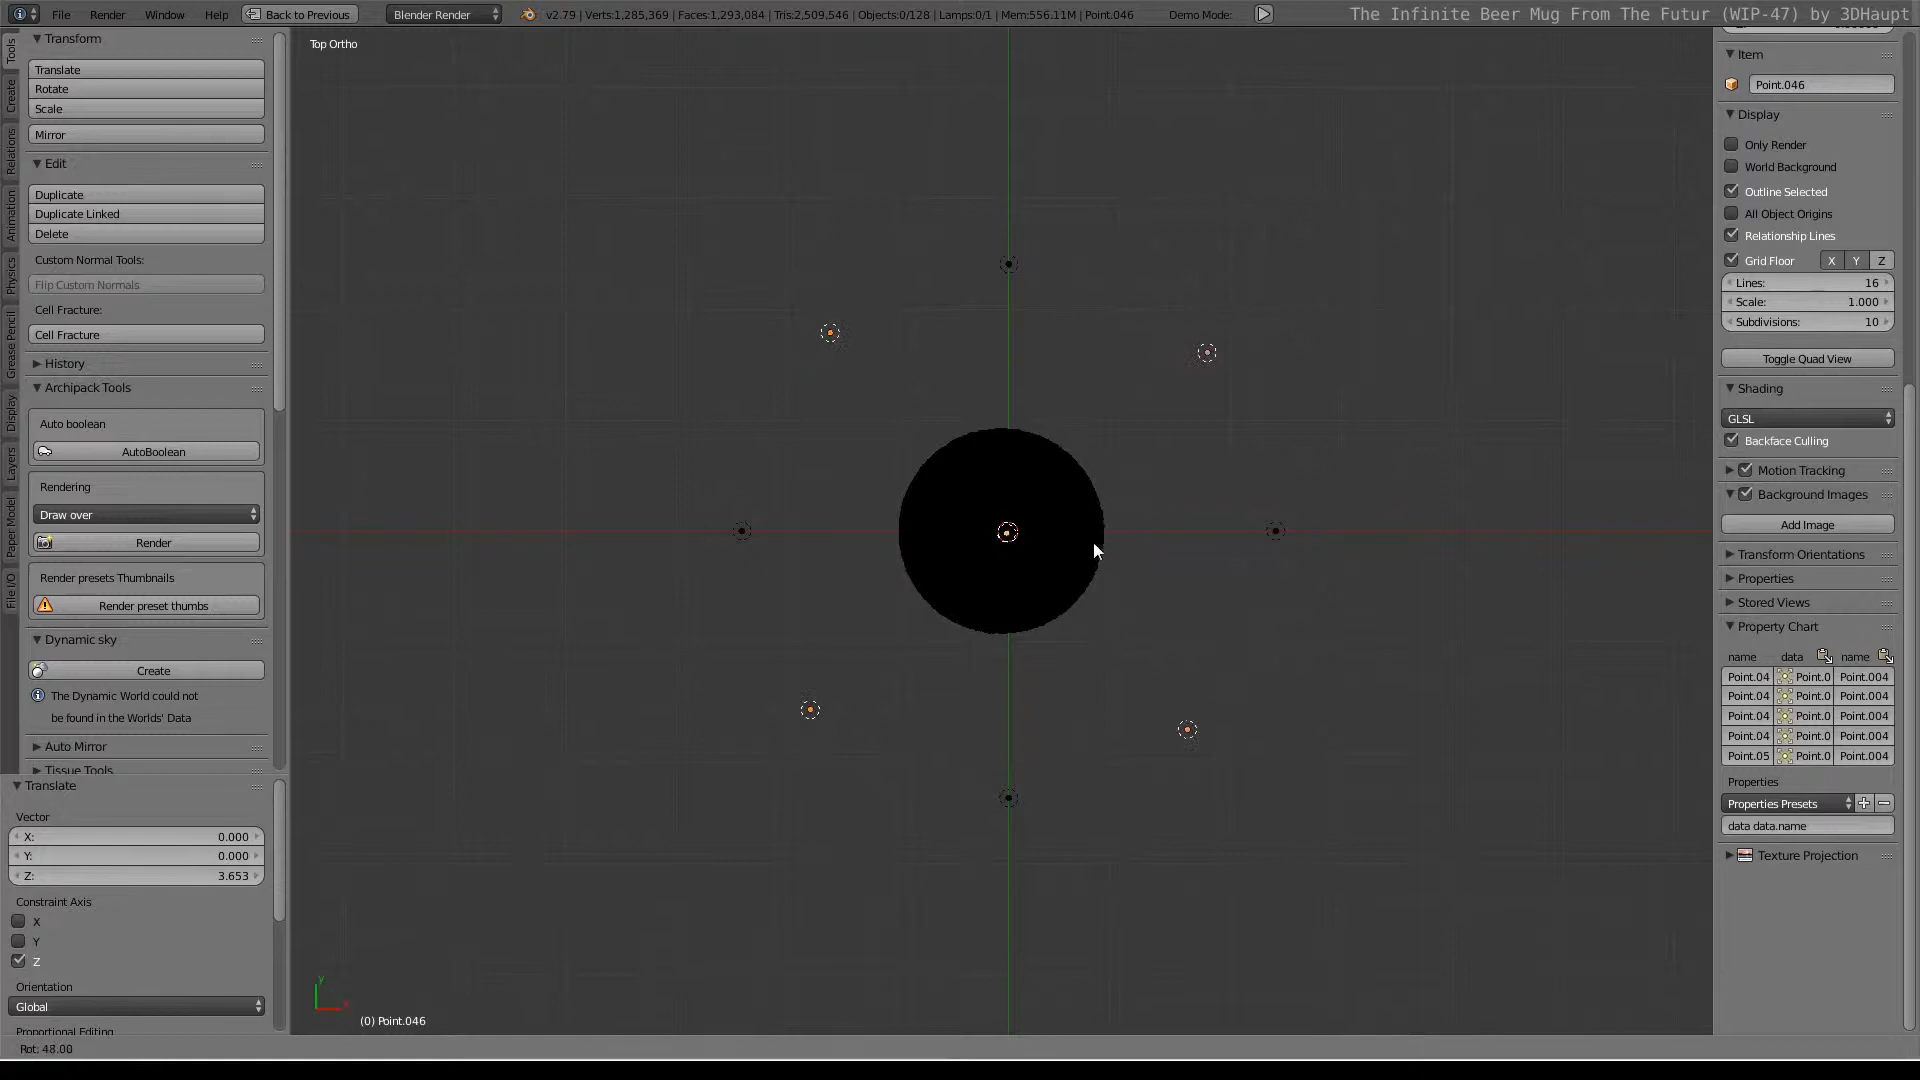 File Render Window Help Back to Previous Blender Render v2.79 | Verts:1,285,369 | Faces:1,293,084 | Tris:2,509,546 | Objects:0/128 | Lamps:0/1 | Mem:556.11M | Point.046 Demo Mode: The Infinite Beer Mug From The Futur (WIP-47) by 3DHaupt
Tools
Create
Relations
Animation
Physics
Grease Pencil
Display
Layers
Paper Model
File I/O
Transform
Translate
Rotate
Scale
Mirror
Edit
Duplicate
Duplicate Linked
Delete
Custom Normal Tools:
Flip Custom Normals
Cell Fracture:
Cell Fracture
History
Archipack Tools
Auto boolean
AutoBoolean
Rendering
Draw over
Render
Render presets Thumbnails
Render preset thumbs
Dynamic sky
Create
The Dynamic World could not
be found in the Worlds' Data
Auto Mirror
Tissue Tools
Translate
Vector
X: 0.000
Y: 0.000
Z: 3.653
Constraint Axis
X
Y
Z
Orientation
Global
Proportional Editing
Rot: 48.00
Top Ortho
y
x
(0) Point.046
Item
Point.046
Display
Only Render
World Background
Outline Selected
All Object Origins
Relationship Lines
Grid Floor X Y Z
Lines: 16
Scale: 1.000
Subdivisions: 10
Toggle Quad View
Shading
GLSL
Backface Culling
Motion Tracking
Background Images
Add Image
Transform Orientations
Properties
Stored Views
Property Chart
name data name
Point.04 Point.0 Point.004
Point.04 Point.0 Point.004
Point.04 Point.0 Point.004
Point.04 Point.0 Point.004
Point.05 Point.0 Point.004
Properties
Properties Presets
data data.name
Texture Projection